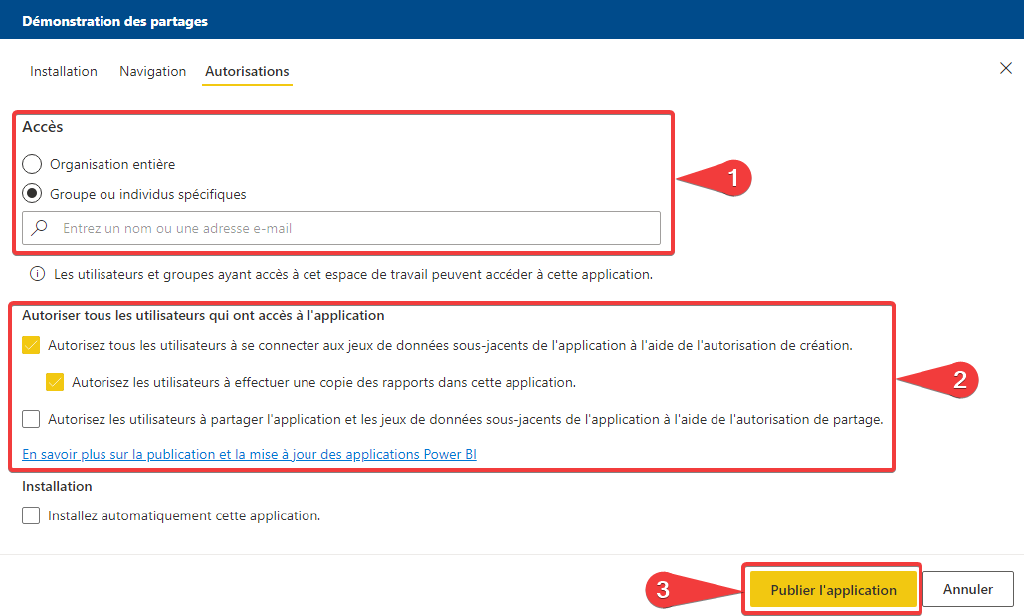 Démonstration des partages
Installation Navigation Autorisations
Accès
Organisation entière
Groupe ou individus spécifiques
1
Entrez un nom ou une adresse e-mail
Les utilisateurs et groupes ayant accès à cet espace de travail peuvent accéder à cette application.
Autoriser tous les utilisateurs qui ont accès à l'application
Autorisez tous les utilisateurs à se connecter aux jeux de données sous-jacents de l'application à l'aide de l'autorisation de création.
2
Autorisez les utilisateurs à effectuer une copie des rapports dans cette application.
Autorisez les utilisateurs à partager l'application et les jeux de données sous-jacents de l'application à l'aide de l'autorisation de partage.
En savoir plus sur la publication et la mise à jour des applications Power BI
Installation
Installez automatiquement cette application.
3
Publier l'application Annuler